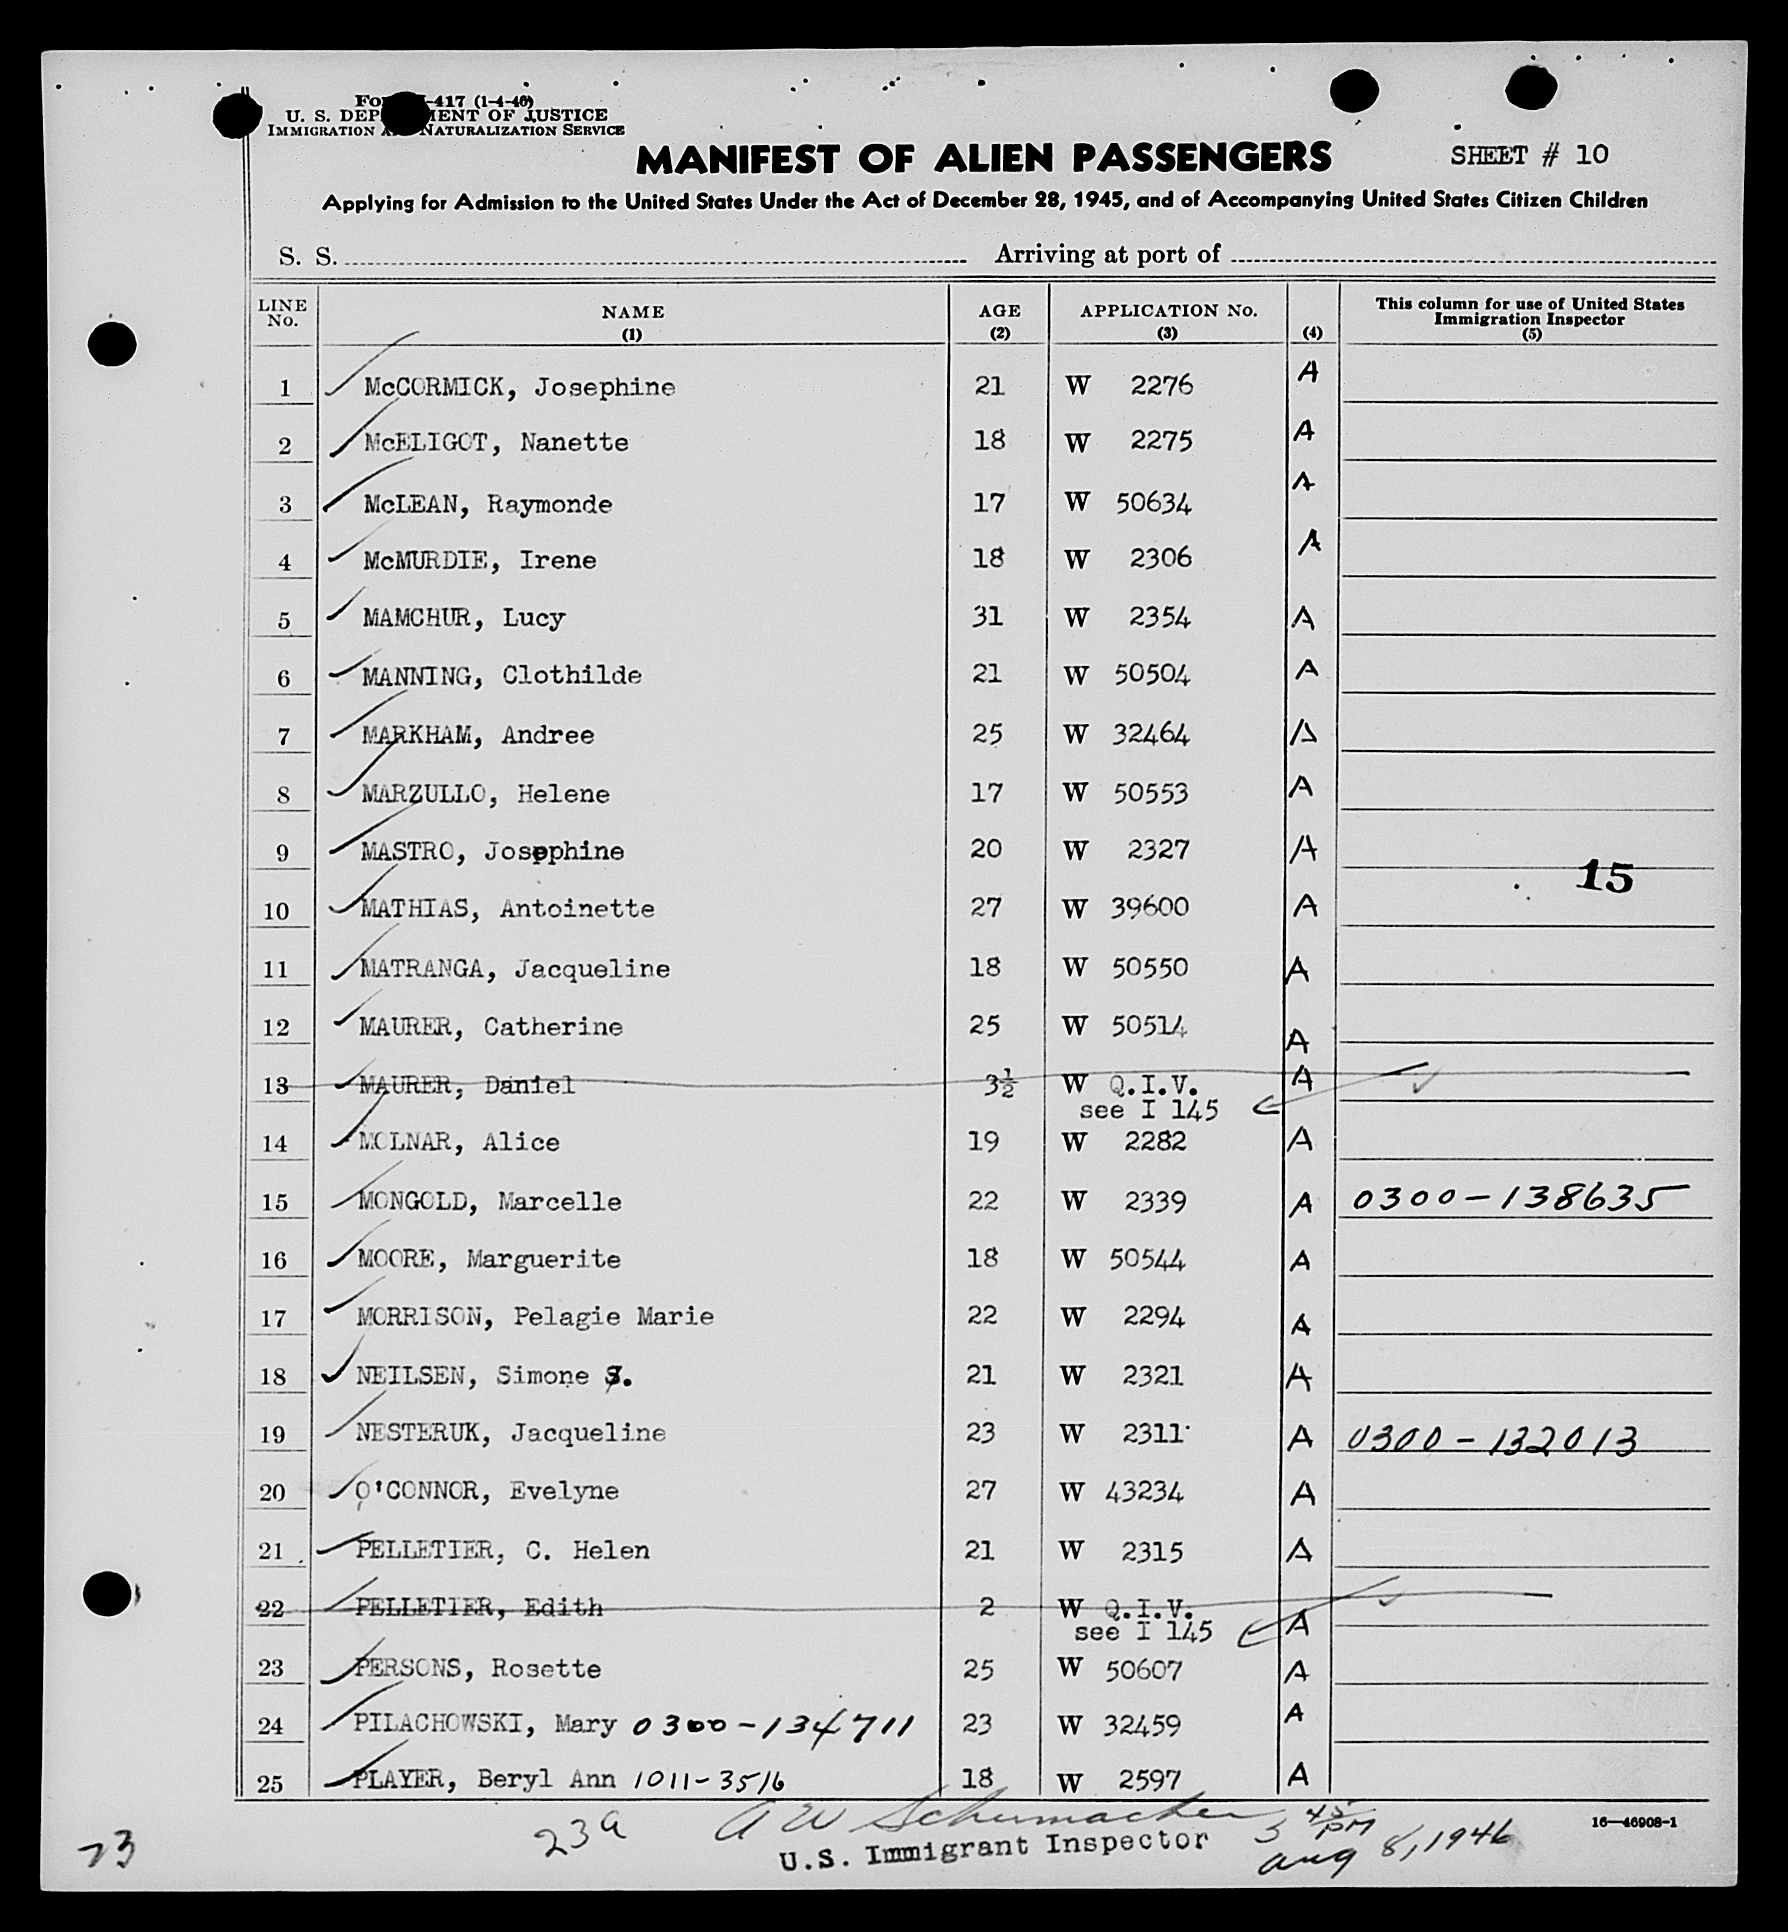 -417 (1-4-46)
U. S. DEP MENT OF JUSTICE
IMMIGRATION NATURALIZATION SERVICE
MANIFEST OF ALIEN PASSENGERS SHEET # 10
Applying for Admission to the United States Under the Act of December 28, 1945, and of Accompanying United States Citizen Children
S. S. Arriving at port of
LINE No. NAME (1) AGE (2) APPLICATION No. (3) (4) This column for use of United States Immigration Inspector (5)
1 McCORMICK, Josephine 21 W 2276 A
2 McELIGOT, Nanette 18 W 2275 A
3 McLEAN, Raymonde 17 W 50634 A
4 McMURDIE, Irene 18 W 2306 A
5 MAMCHUR, Lucy 31 W 2354 A
6 MANNING, Clothilde 21 W 50504 A
7 MARKHAM, Andree 25 W 32464 A
8 MARZULLO, Helene 17 W 50553 A
9 MASTRO, Josephine 20 W 2327 A
15
10 MATHIAS, Antoinette 27 W 39600 A
11 MATRANGA, Jacqueline 18 W 50550 A
12 MAURER, Catherine 25 W 50514 A
13 MAURER, Daniel 3½ W Q.I.V. A
see I 145
14 MOLNAR, Alice 19 W 2282 A
15 MONGOLD, Marcelle 22 W 2339 A 0300-138635
16 MOORE, Marguerite 18 W 50544 A
17 MORRISON, Pelagie Marie 22 W 2294 A
18 NEILSEN, Simone S. 21 W 2321 A
19 NESTERUK, Jacqueline 23 W 2311 A 0300-132013
20 O'CONNOR, Evelyne 27 W 43234 A
21 PELLETIER, C. Helen 21 W 2315 A
22 PELLETIER, Edith 2 W Q.I.V. A
see I 145
23 PERSONS, Rosette 25 W 50607 A
24 PILACHOWSKI, Mary 0300-134711 23 W 32459 A
25 PLAYER, Beryl Ann 1011-3516 18 W 2597 A
23a A W Schumacher 3 45 PM 16—46908-1
73 U.S. Immigrant Inspector Aug 8, 1946